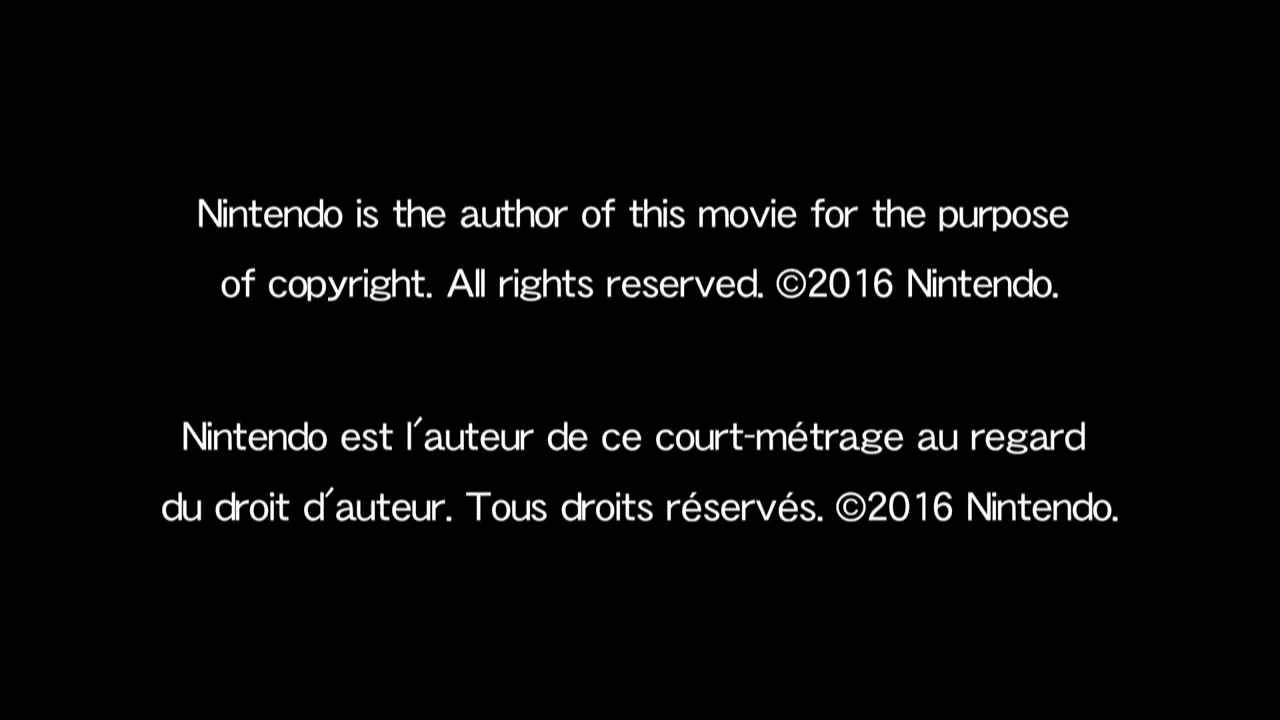 Nintendo is the author of this movie for the purpose
of copyright. All rights reserved. ©2016 Nintendo.
Nintendo est l´auteur de ce court-métrage au regard
du droit d´auteur. Tous droits réservés. ©2016 Nintendo.